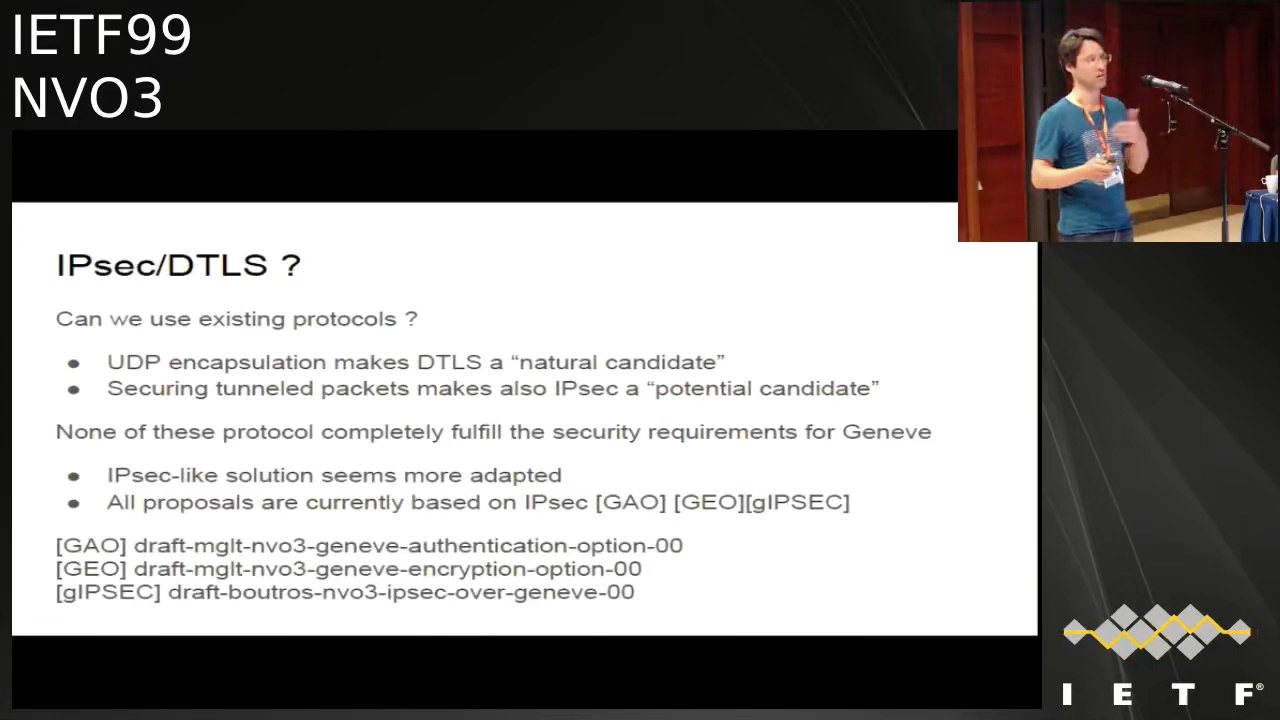 IETF99
NVO3
IPsec/DTLS ?
Can we use existing protocols ?
● UDP encapsulation makes DTLS a “natural candidate”
● Securing tunneled packets makes also IPsec a “potential candidate”
None of these protocol completely fulfill the security requirements for Geneve
● IPsec-like solution seems more adapted
● All proposals are currently based on IPsec [GAO] [GEO][gIPSEC]
[GAO] draft-mglt-nvo3-geneve-authentication-option-00
[GEO] draft-mglt-nvo3-geneve-encryption-option-00
[gIPSEC] draft-boutros-nvo3-ipsec-over-geneve-00
I E T F®